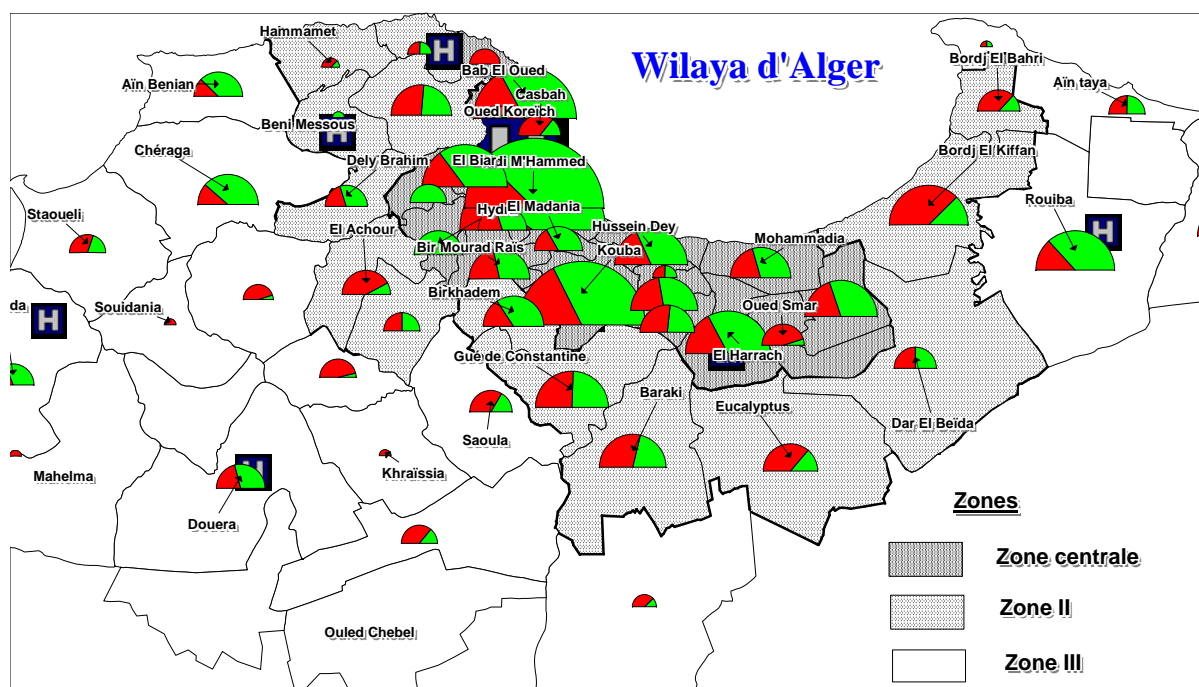 Wilaya d'Alger
Hammamet
Bab El Oued
Bordj El Bahri
Aïn Benian
Casbah
Aïn taya
Oued Koreïch
Beni Messous
Chéraga
Dely Brahim
El Biar
di M'Hammed
Bordj El Kiffan
Rouiba
Staoueli
El Madania
El Achour
Hussein Dey
Mohammadia
Bir Mourad Raïs
Kouba
Birkhadem
da
Souidania
Oued Smar
Gué de Constantine
El Harrach
Baraki
Eucalyptus
Dar El Beïda
Saoula
Mahelma
Khraïssia
Douera
Ouled Chebel
Zones
Zone centrale
Zone II
Zone III
H
H
H
H
H